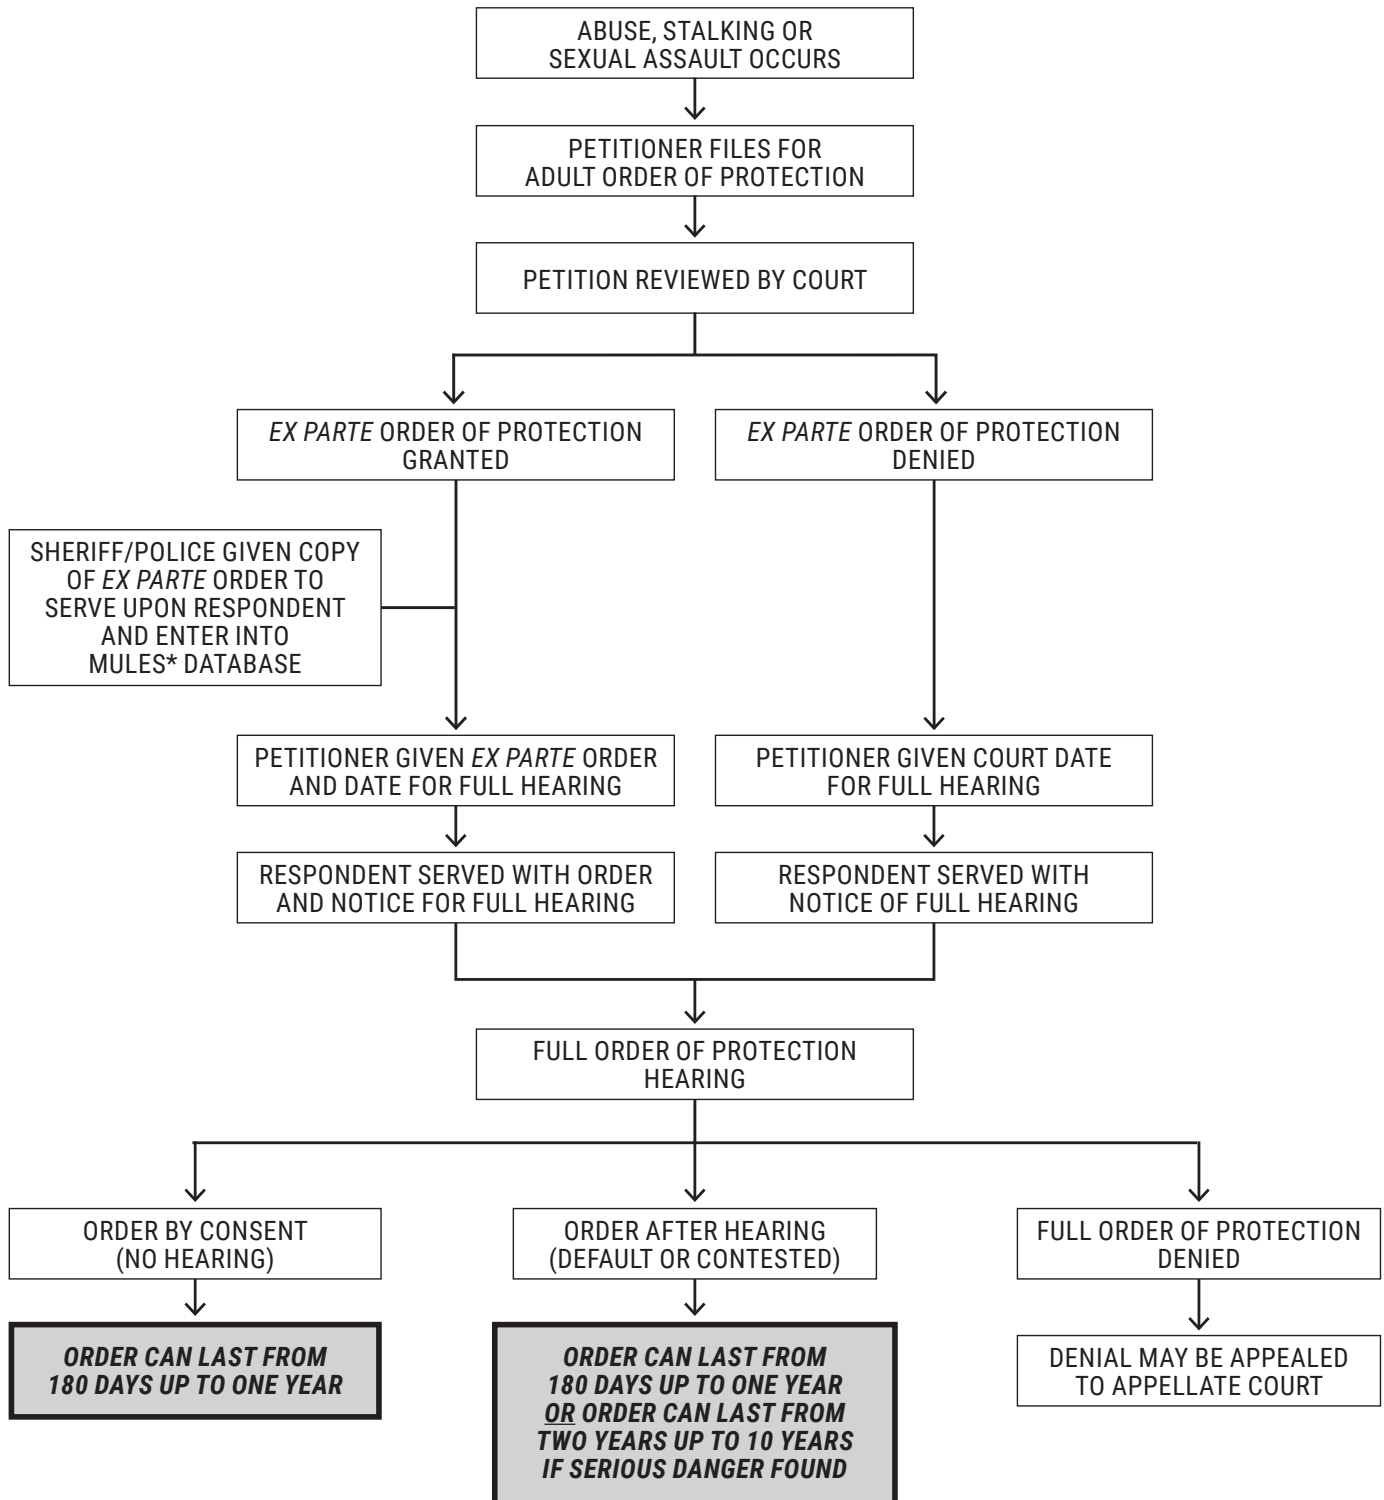 ABUSE, STALKING OR
SEXUAL ASSAULT OCCURS
PETITIONER FILES FOR
ADULT ORDER OF PROTECTION
PETITION REVIEWED BY COURT
EX PARTE ORDER OF PROTECTION
GRANTED
EX PARTE ORDER OF PROTECTION
DENIED
SHERIFF/POLICE GIVEN COPY
OF EX PARTE ORDER TO
SERVE UPON RESPONDENT
AND ENTER INTO
MULES* DATABASE
PETITIONER GIVEN EX PARTE ORDER
AND DATE FOR FULL HEARING
PETITIONER GIVEN COURT DATE
FOR FULL HEARING
RESPONDENT SERVED WITH ORDER
AND NOTICE FOR FULL HEARING
RESPONDENT SERVED WITH
NOTICE OF FULL HEARING
FULL ORDER OF PROTECTION
HEARING
ORDER BY CONSENT
(NO HEARING)
ORDER AFTER HEARING
(DEFAULT OR CONTESTED)
FULL ORDER OF PROTECTION
DENIED
ORDER CAN LAST FROM
180 DAYS UP TO ONE YEAR
ORDER CAN LAST FROM
180 DAYS UP TO ONE YEAR
OR ORDER CAN LAST FROM
TWO YEARS UP TO 10 YEARS
IF SERIOUS DANGER FOUND
DENIAL MAY BE APPEALED
TO APPELLATE COURT